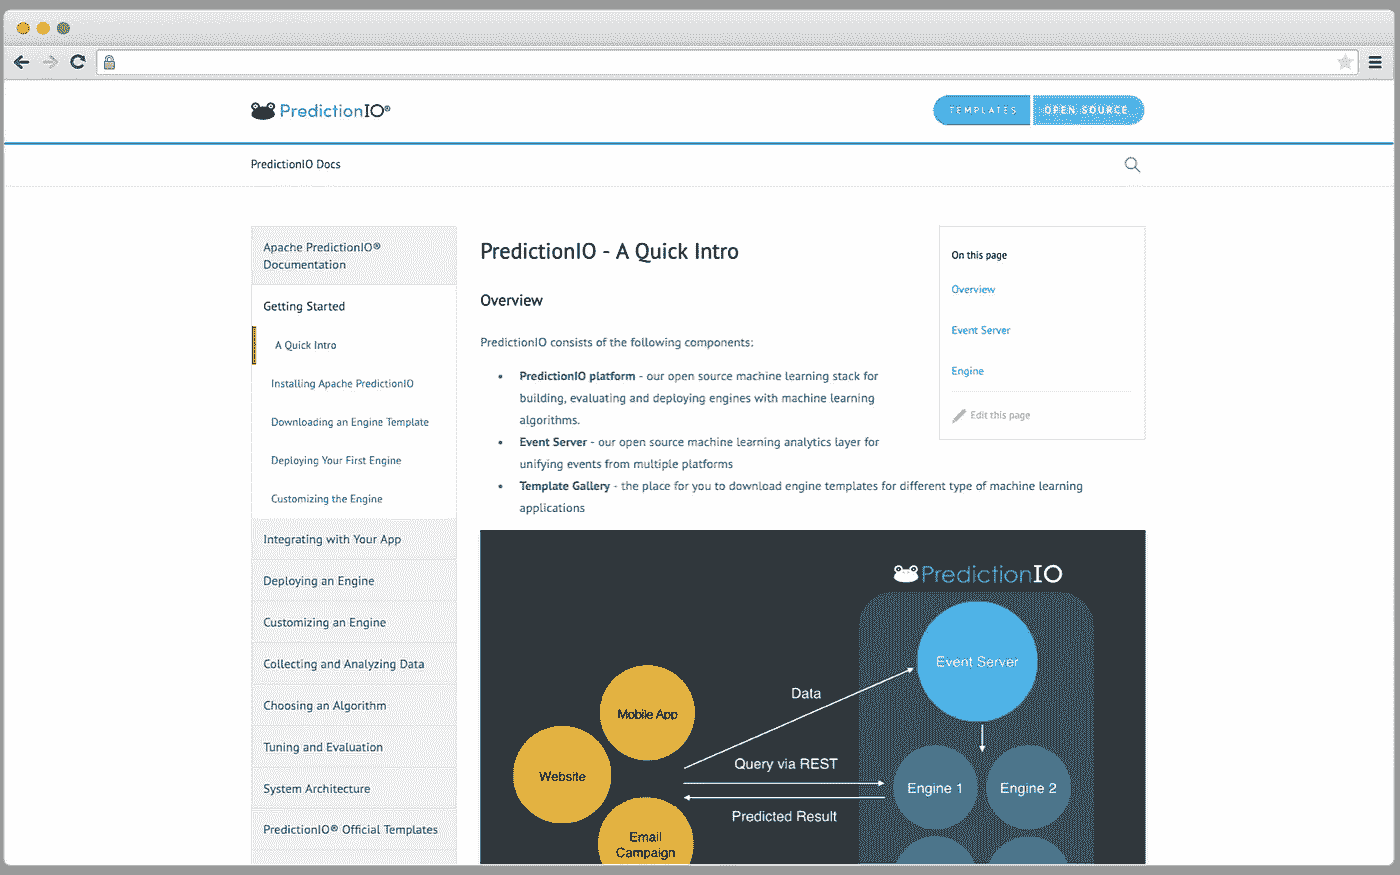 PredictionIO®
TEMPLATES
OPEN SOURCE
PredictionIO Docs
Apache PredictionIO®
Documentation
Getting Started
A Quick Intro
Installing Apache PredictionIO
Downloading an Engine Template
Deploying Your First Engine
Customizing the Engine
Integrating with Your App
Deploying an Engine
Customizing an Engine
Collecting and Analyzing Data
Choosing an Algorithm
Tuning and Evaluation
System Architecture
PredictionIO® Official Templates
PredictionIO - A Quick Intro
Overview
PredictionIO consists of the following components:
• PredictionIO platform - our open source machine learning stack for
building, evaluating and deploying engines with machine learning
algorithms.
• Event Server - our open source machine learning analytics layer for
unifying events from multiple platforms
• Template Gallery - the place for you to download engine templates for different type of machine learning
applications
On this page
Overview
Event Server
Engine
Edit this page
PredictionIO
Event Server
Data
Mobile App
Query via REST
Website
Engine 1
Engine 2
Predicted Result
Email
Campaign